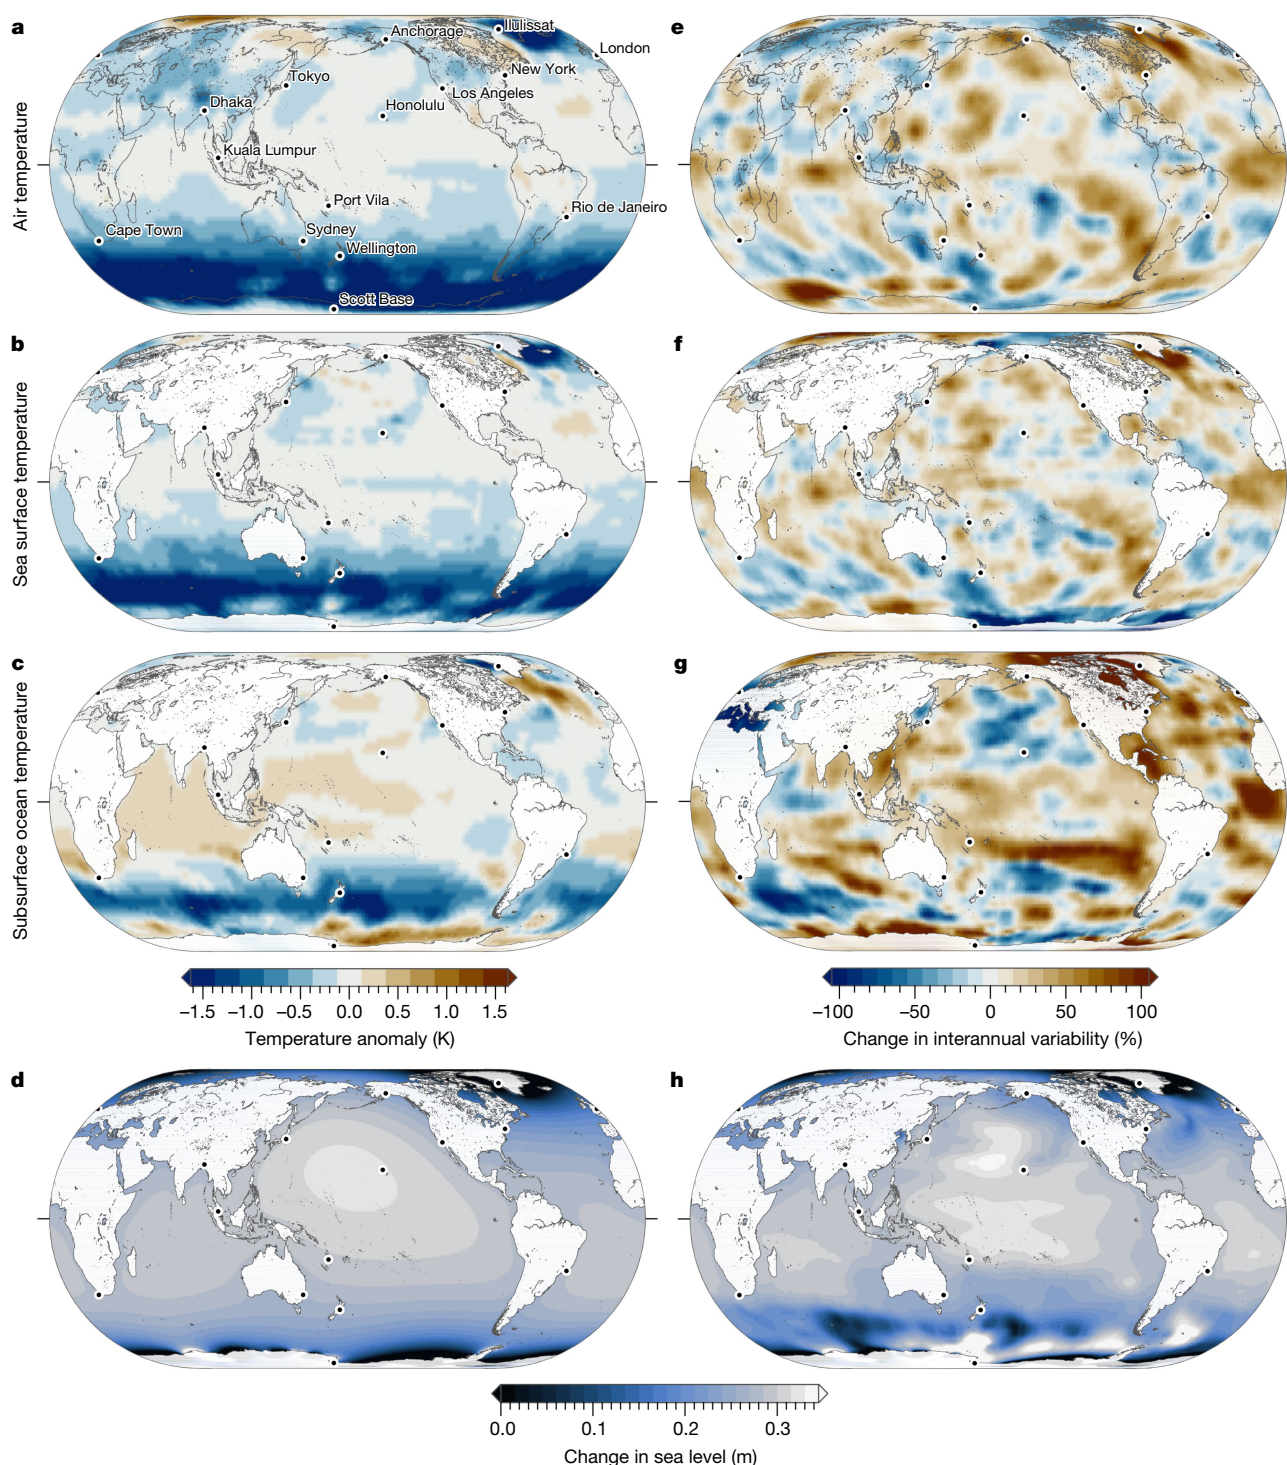 a
Ilulissat
Anchorage
London
New York
Tokyo
Los Angeles
Dhaka
Honolulu
Kuala Lumpur
Port Vila
Rio de Janeiro
Cape Town
Sydney
Wellington
Scott Base
Air temperature
e
b
Sea surface temperature
f
c
Subsurface ocean temperature
g
−1.5 −1.0 −0.5 0.0 0.5 1.0 1.5
Temperature anomaly (K)
−100 −50 0 50 100
Change in interannual variability (%)
d
h
0.0 0.1 0.2 0.3
Change in sea level (m)